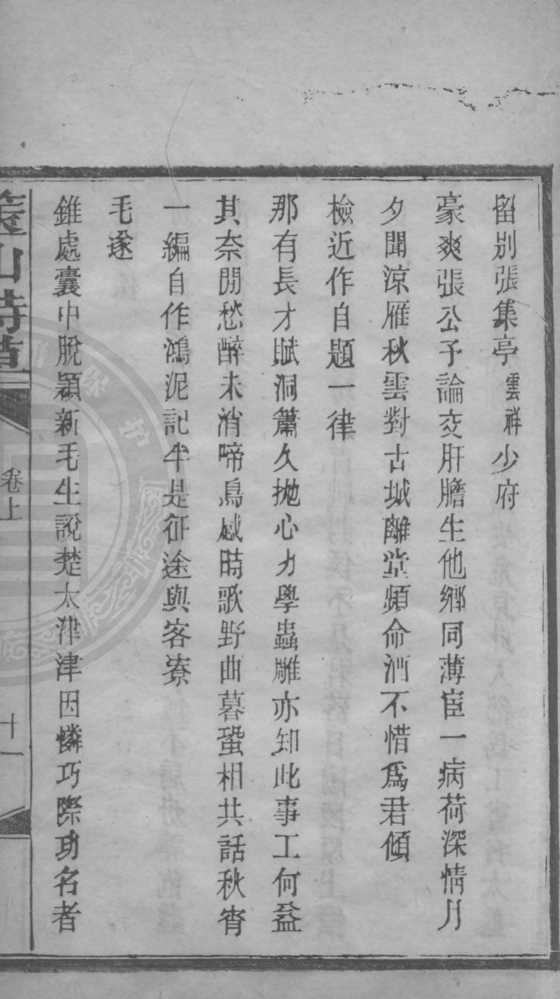 留別張集亭雲祥少府
豪爽張公子論交肝膽生他鄉同薄宦一病荷深情月
夕聞涼雁秋雲對古城離堂頻命酒不惜爲君傾
檢近作自題一律
那有長才賦洞簫久拋心力學蟲雕亦知此事工何益
其奈閒愁醉未消啼鳥感時歌野曲暮蛩相共話秋宵
一編自作鴻泥記半是征途與客寮
毛遂
錐處囊中脫穎新毛生說楚太津津因憐巧際功名者
山詩草
卷上
十一